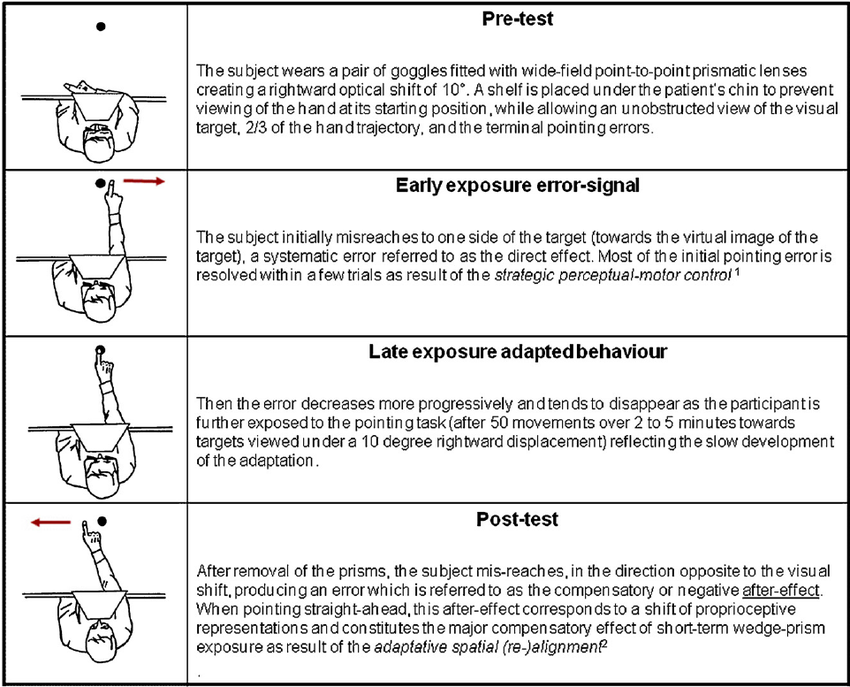 Pre-test
The subject wears a pair of goggles fitted with wide-field point-to-point prismatic lenses
creating a rightward optical shift of 10°. A shelf is placed under the patient's chin to prevent
viewing of the hand at its starting position, while allowing an unobstructed view of the visual
target, 2/3 of the hand trajectory, and the terminal pointing errors.
Early exposure error-signal
The subject initially misreaches to one side of the target (towards the virtual image of the
target), a systematic error referred to as the direct effect. Most of the initial pointing error is
resolved within a few trials as result of the strategic perceptual-motor control 1
Late exposure adapted behaviour
Then the error decreases more progressively and tends to disappear as the participant is
further exposed to the pointing task (after 50 movements over 2 to 5 minutes towards
targets viewed under a 10 degree rightward displacement) reflecting the slow development
of the adaptation.
Post-test
After removal of the prisms, the subject mis-reaches, in the direction opposite to the visual
shift, producing an error which is referred to as the compensatory or negative after-effect.
When pointing straight-ahead, this after-effect corresponds to a shift of proprioceptive
representations and constitutes the major compensatory effect of short-term wedge-prism
exposure as result of the adaptative spatial (re-)alignment2
.